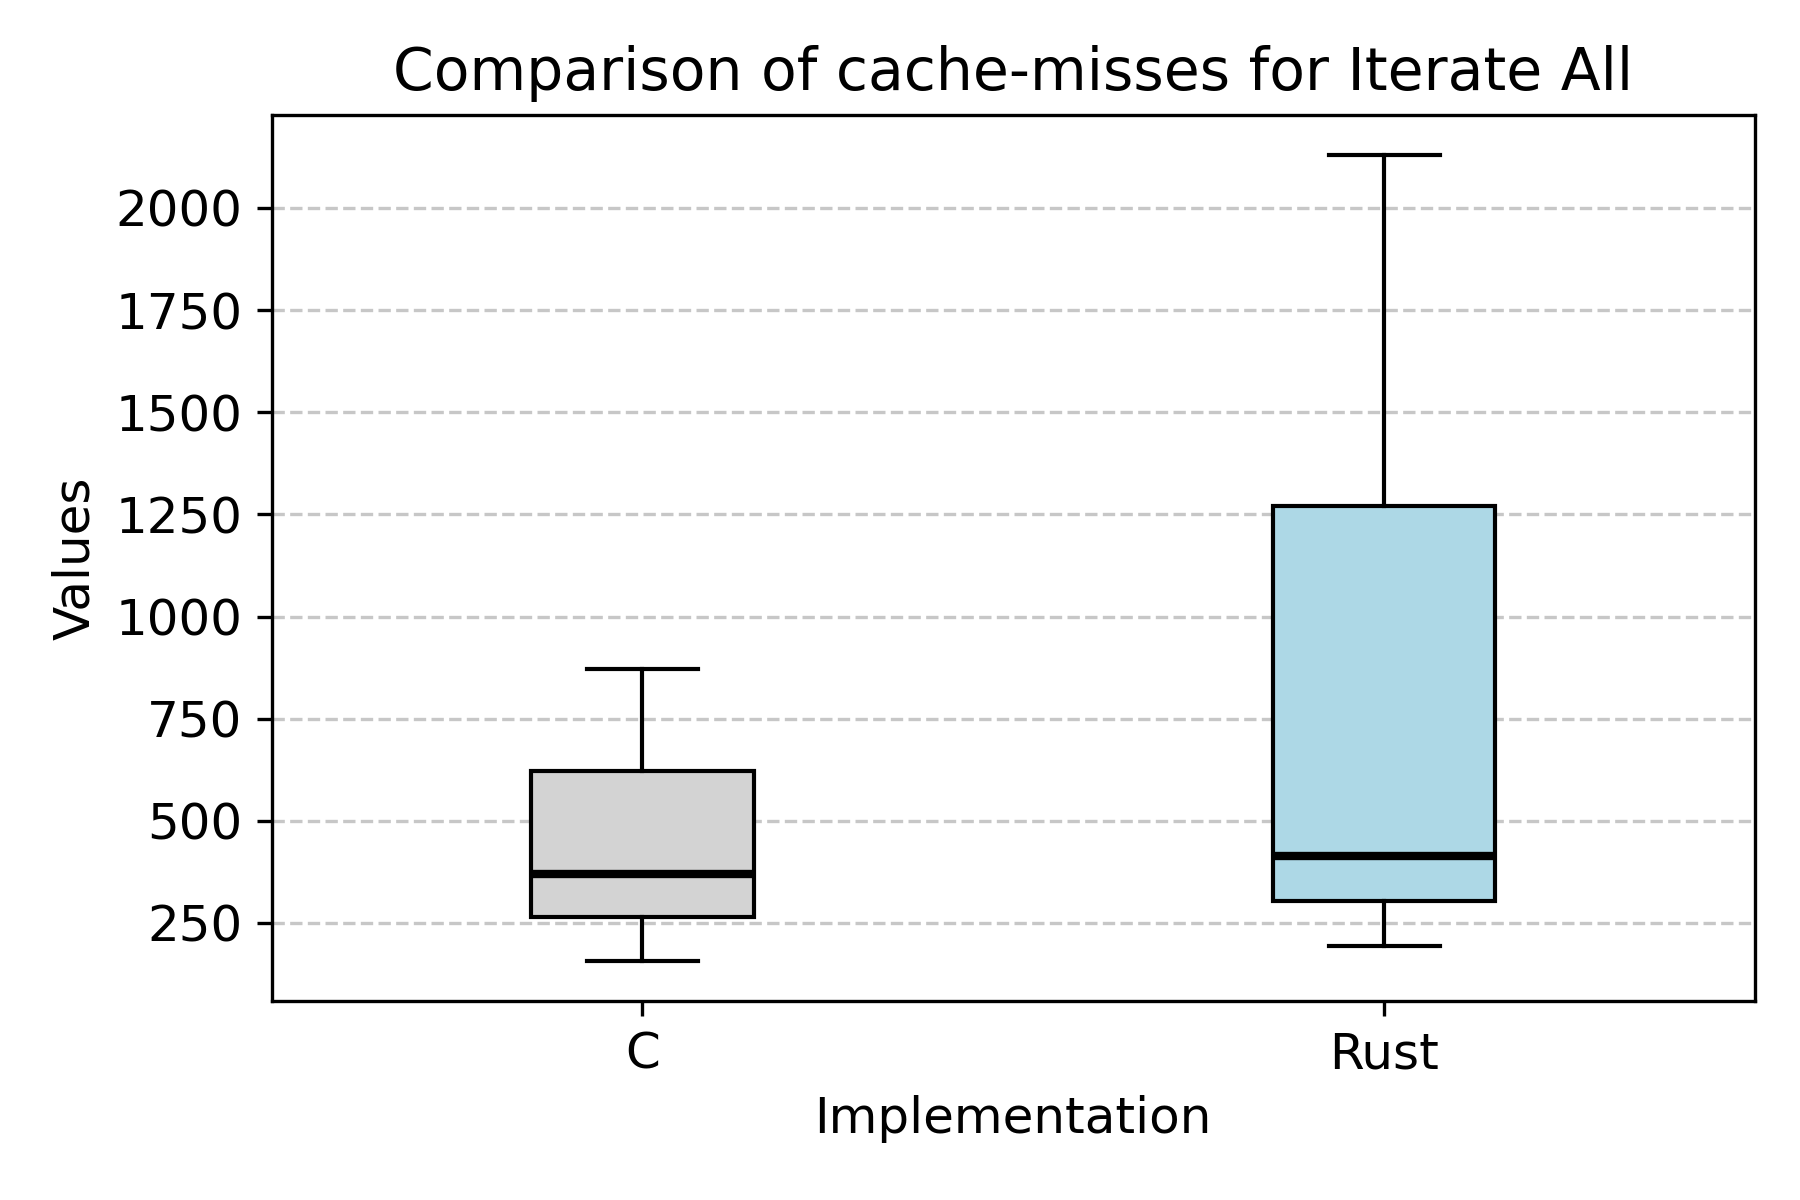 Comparison of cache-misses for Iterate All
2000
1750
1500
1250
1000
750
500
250
Values
C
Rust
Implementation